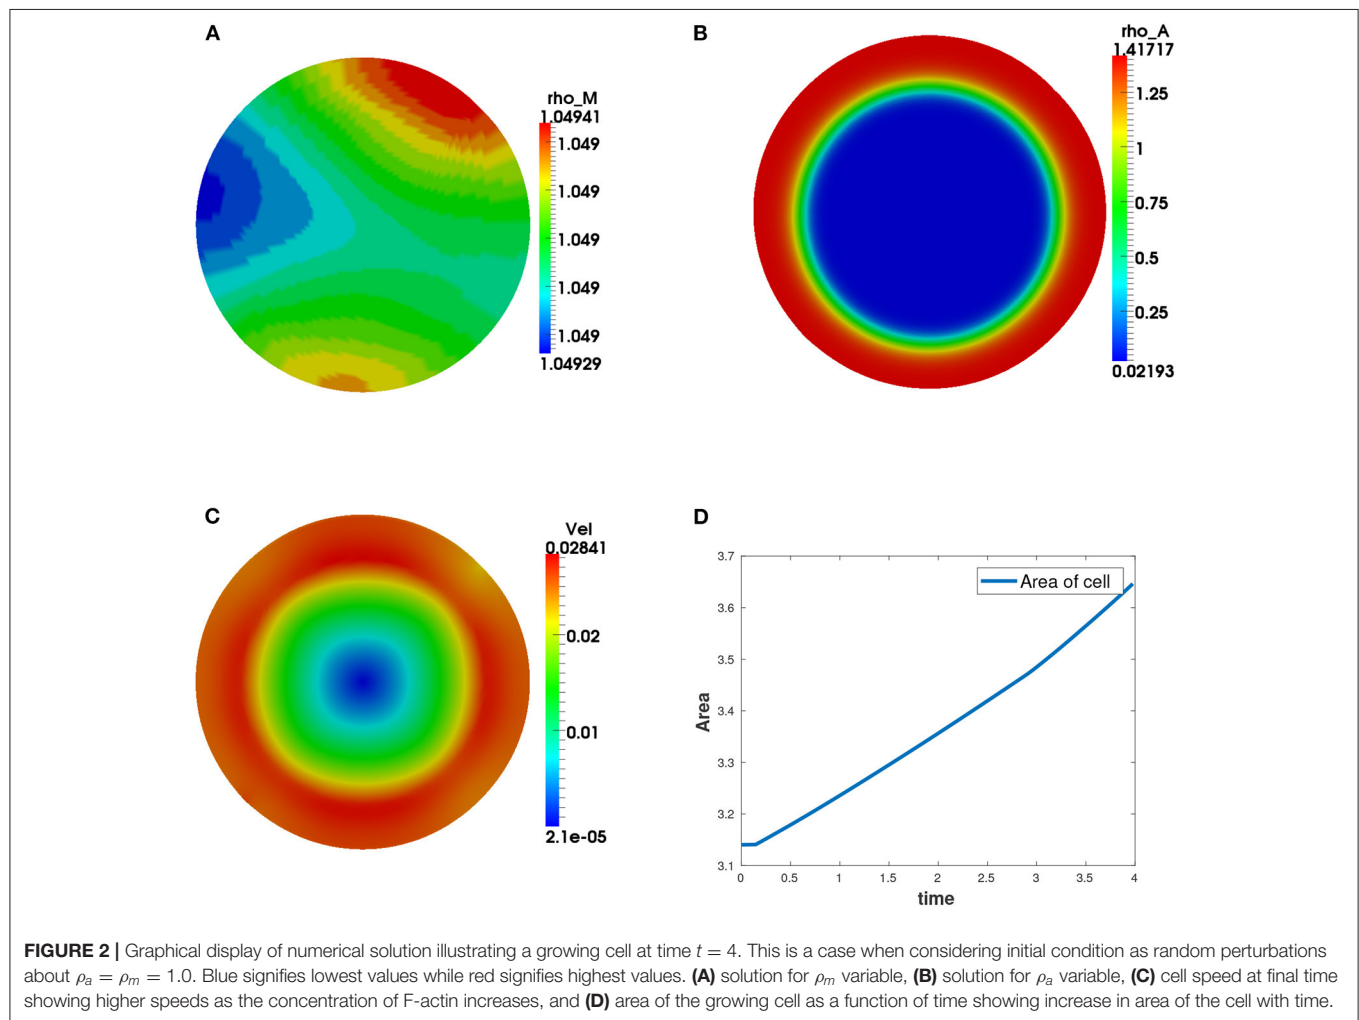 A
rho_M
1.04941
1.049
1.049
1.049
1.049
1.049
1.04929
B
rho_A
1.41717
1.25
1
0.75
0.5
0.25
0.02193
C
Vel
0.02841
0.02
0.01
2.1e-05
D
3.7
3.6
3.5
3.4
3.3
3.2
3.1
Area
Area of cell
0 0.5 1 1.5 2 2.5 3 3.5 4
time
FIGURE 2 | Graphical display of numerical solution illustrating a growing cell at time t = 4. This is a case when considering initial condition as random perturbations
about ρa = ρm = 1.0. Blue signifies lowest values while red signifies highest values. (A) solution for ρm variable, (B) solution for ρa variable, (C) cell speed at final time
showing higher speeds as the concentration of F-actin increases, and (D) area of the growing cell as a function of time showing increase in area of the cell with time.